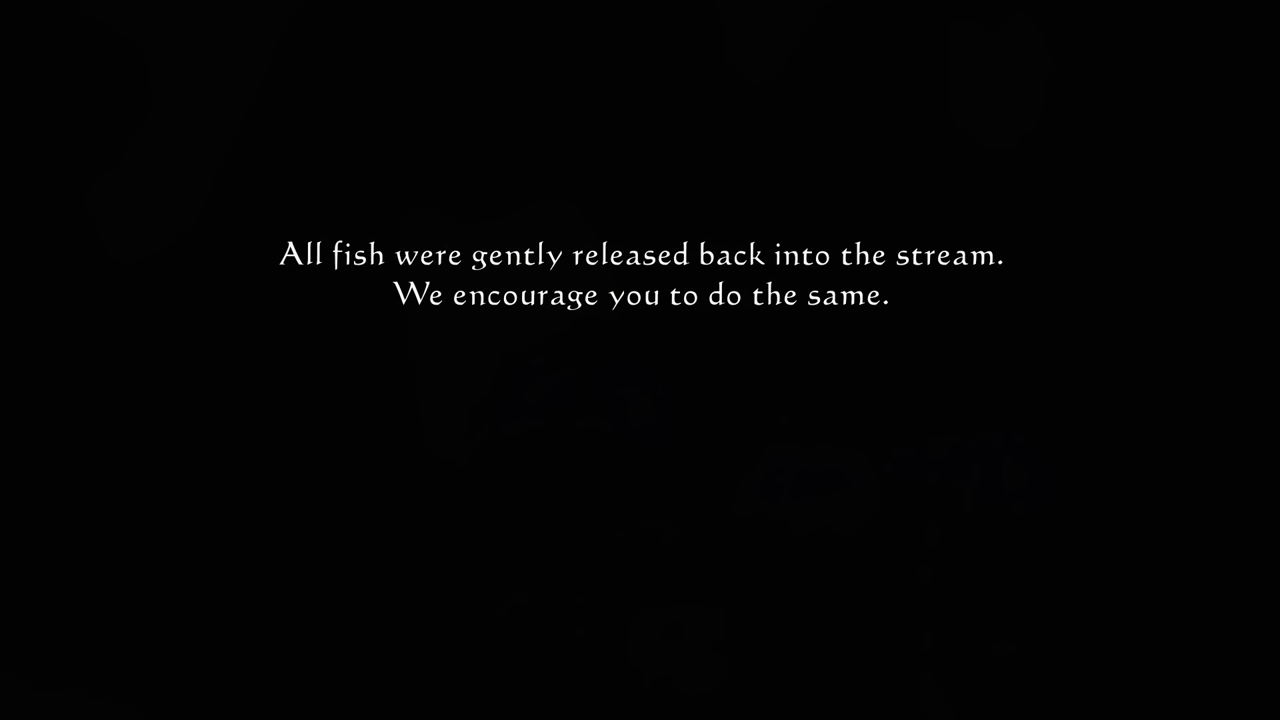 All fish were gently released back into the stream.
We encourage you to do the same.